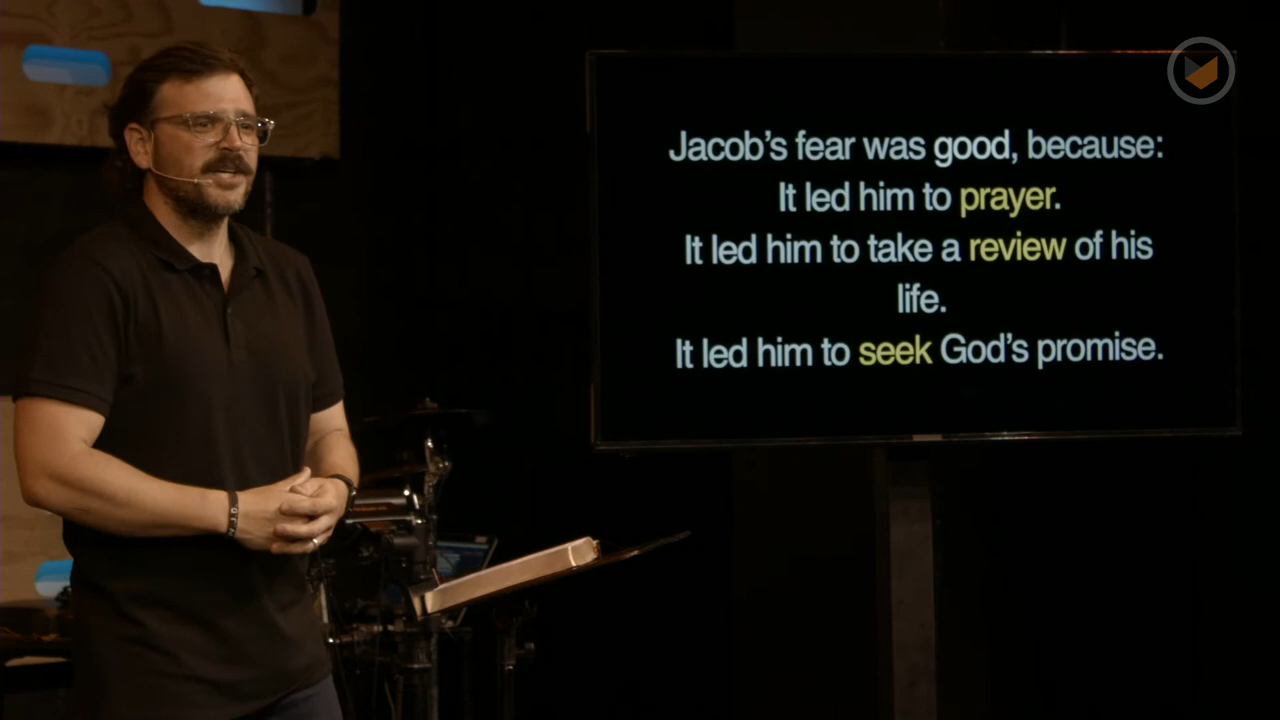 Jacob’s fear was good, because:
It led him to prayer.
It led him to take a review of his
life.
It led him to seek God’s promise.